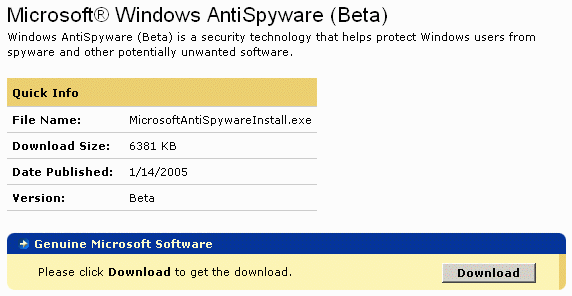 Microsoft® Windows AntiSpyware (Beta)
Windows AntiSpyware (Beta) is a security technology that helps protect Windows users from
spyware and other potentially unwanted software.
Quick Info
File Name: MicrosoftAntiSpywareInstall.exe
Download Size: 6381 KB
Date Published: 1/14/2005
Version: Beta
Genuine Microsoft Software
Please click Download to get the download.
Download